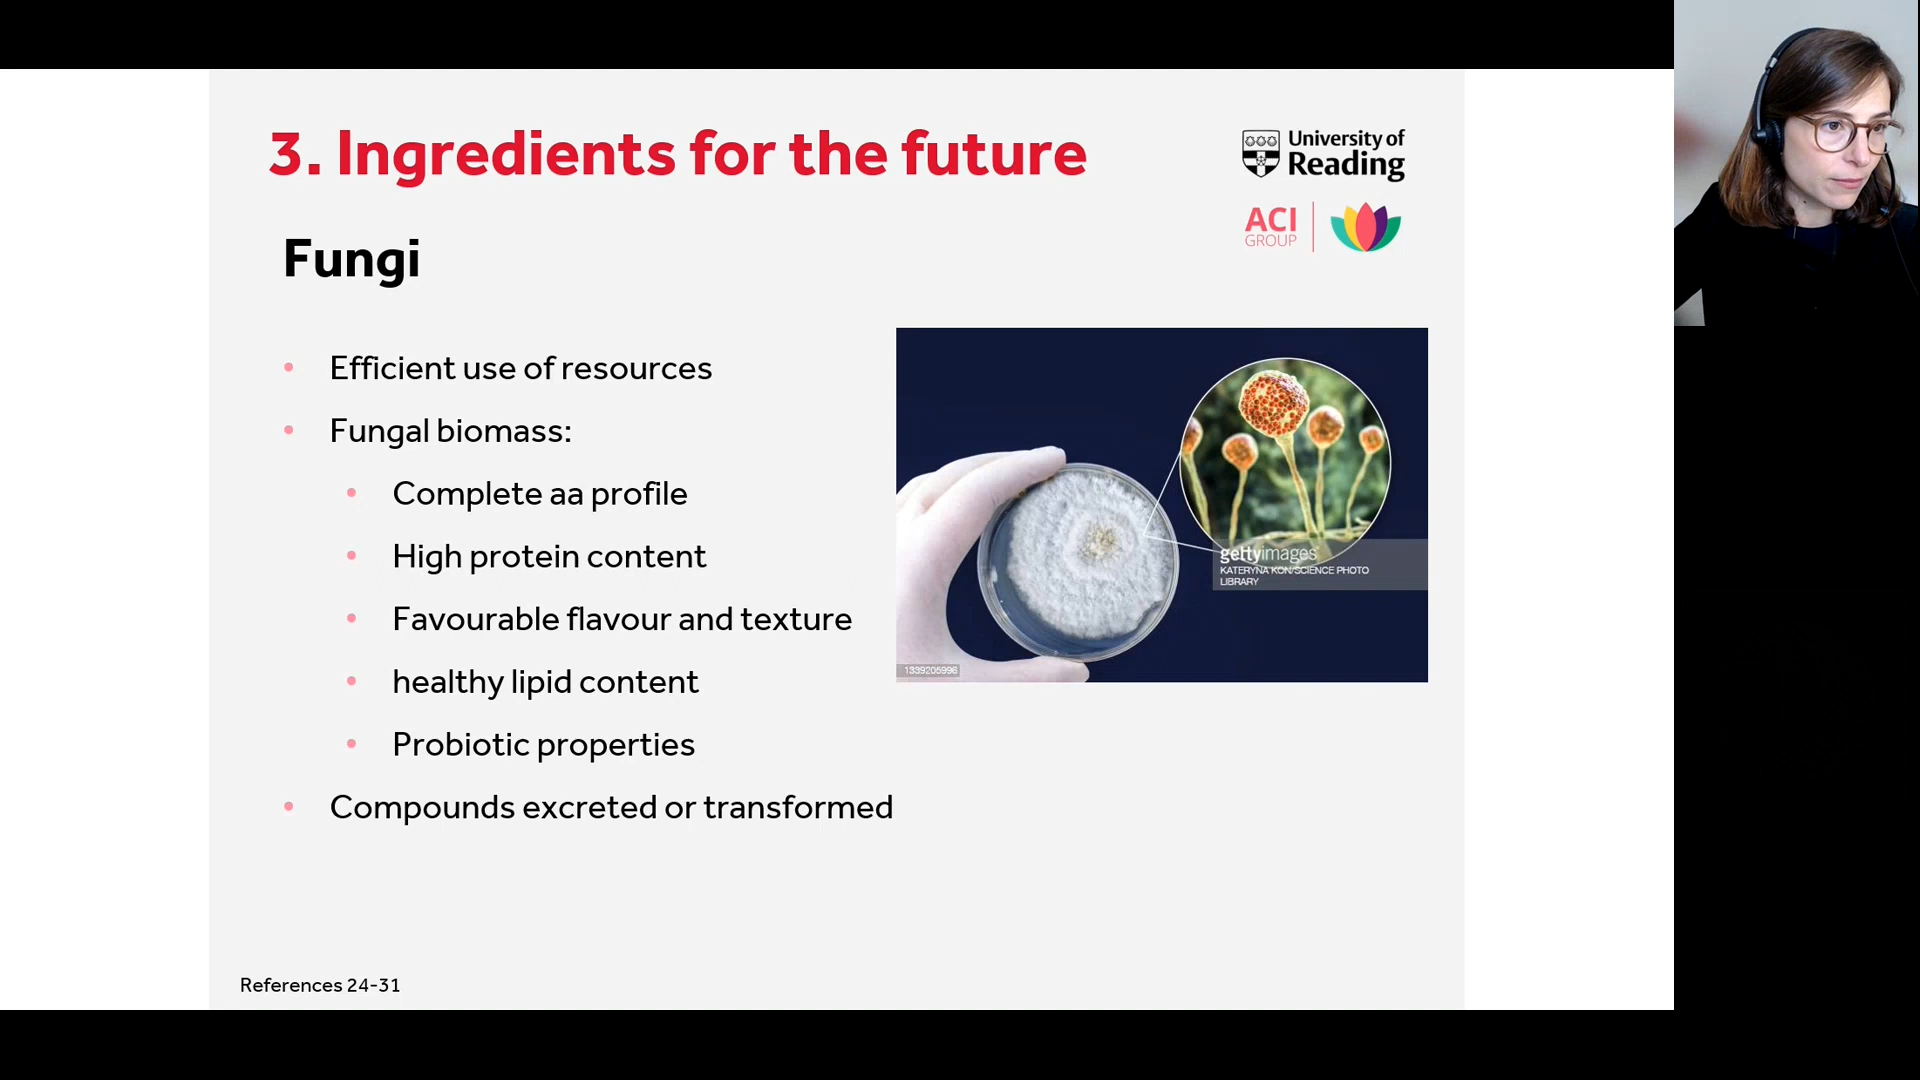 3. Ingredients for the future
University of
Reading
ACI
GROUP
Fungi
• Efficient use of resources
• Fungal biomass:
• Complete aa profile
• High protein content
• Favourable flavour and texture
• healthy lipid content
• Probiotic properties
• Compounds excreted or transformed
gettyimages
KATERYNA KON/SCIENCE PHOTO
LIBRARY
1339205996
References 24-31